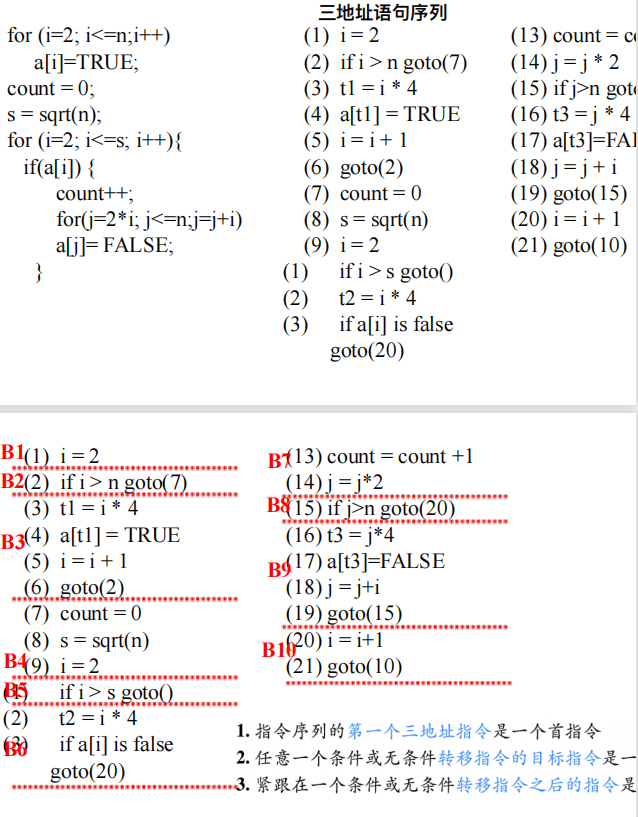 三地址语句序列
for (i=2; i<=n;i++)
a[i]=TRUE;
count = 0;
s = sqrt(n);
for (i=2; i<=s; i++){
if(a[i]) {
count++;
for(j=2*i; j<=n;j=j+i)
a[j]= FALSE;
}
(1) i = 2
(2) if i > n goto(7)
(3) t1 = i * 4
(4) a[t1] = TRUE
(5) i = i + 1
(6) goto(2)
(7) count = 0
(8) s = sqrt(n)
(9) i = 2
(1) if i > s goto()
(2) t2 = i * 4
(3) if a[i] is false
goto(20)
(13) count = c
(14) j = j * 2
(15) if j>n got
(16) t3 = j * 4
(17) a[t3]=FA
(18) j = j + i
(19) goto(15)
(20) i = i + 1
(21) goto(10)
B1 (1) i = 2
B2 (2) if i > n goto(7)
(3) t1 = i * 4
B3 (4) a[t1] = TRUE
(5) i = i + 1
(6) goto(2)
(7) count = 0
(8) s = sqrt(n)
B4 (9) i = 2
B5 (1) if i > s goto()
(2) t2 = i * 4
B6 (3) if a[i] is false
goto(20)
B7 (13) count = count +1
(14) j = j*2
B8 (15) if j>n goto(20)
(16) t3 = j*4
B9 (17) a[t3]=FALSE
(18) j = j+i
(19) goto(15)
B10 (20) i = i+1
(21) goto(10)
1. 指令序列的第一个三地址指令是一个首指令
2. 任意一个条件或无条件转移指令的目标指令是一
3. 紧跟在一个条件或无条件转移指令之后的指令是